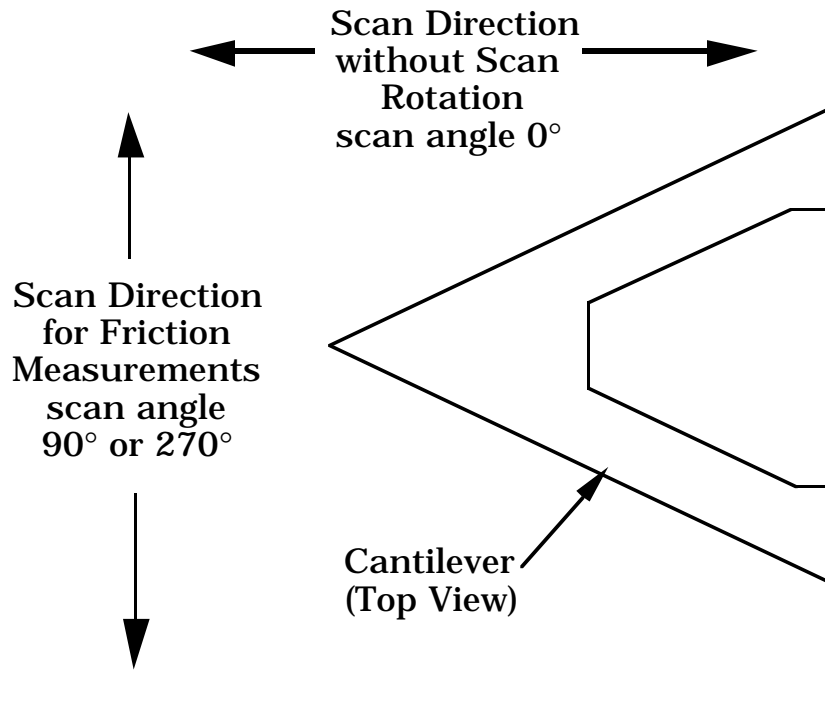 Scan Direction
without Scan
Rotation
scan angle 0°
Scan Direction
for Friction
Measurements
scan angle
90° or 270°
Cantilever
(Top View)